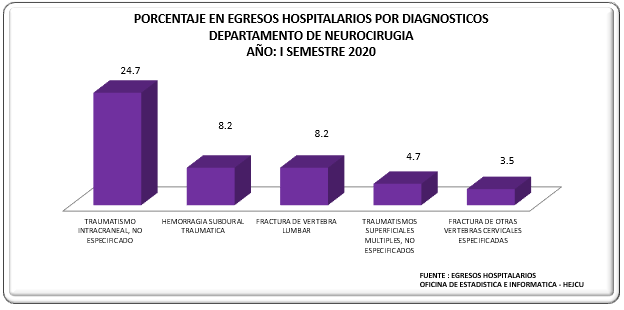 PORCENTAJE EN EGRESOS HOSPITALARIOS POR DIAGNOSTICOS
DEPARTAMENTO DE NEUROCIRUGIA
AÑO: I SEMESTRE 2020
24.7
8.2
8.2
4.7
3.5
TRAUMATISMO
INTRACRANEAL, NO
ESPECIFICADO
HEMORRAGIA SUBDURAL
TRAUMATICA
FRACTURA DE VERTEBRA
LUMBAR
TRAUMATISMOS
SUPERFICIALES
MULTIPLES, NO
ESPECIFICADOS
FRACTURA DE OTRAS
VERTEBRAS CERVICALES
ESPECIFICADAS
FUENTE : EGRESOS HOSPITALARIOS
OFICINA DE ESTADISTICA E INFORMATICA - HEJCU